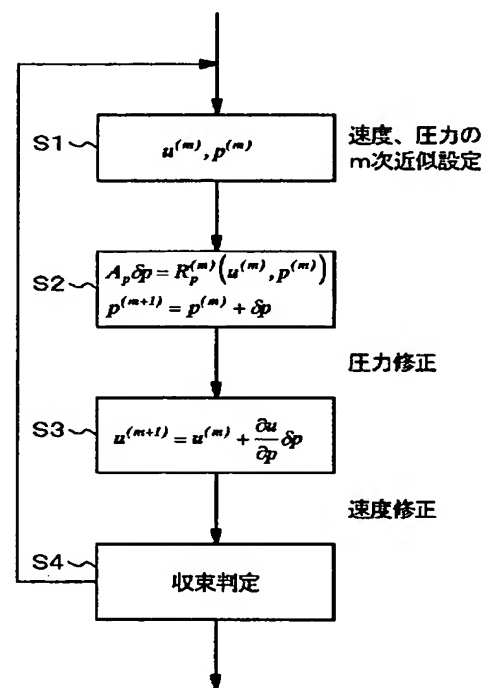 S1
u^{(m)}, p^{(m)}
速度、圧力の
m次近似設定
S2
A_p δp = R_p^{(m)}(u^{(m)}, p^{(m)})
p^{(m+1)} = p^{(m)} + δp
圧力修正
S3
u^{(m+1)} = u^{(m)} + ∂u/∂p δp
速度修正
S4
収束判定